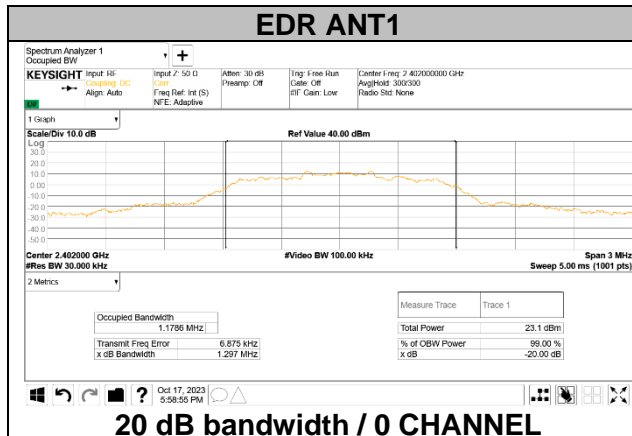 EDR ANT1
Spectrum Analyzer 1
Occupied BW
KEYSIGHT Input: RF Input Z: 50 Ω Atten: 30 dB Trig: Free Run Center Freq: 2.402000000 GHz
Coupling: DC Corr Preamp: Off Gate: Off Avg|Hold: 300/300
Align: Auto Freq Ref: Int (S) #IF Gain: Low Radio Std: None
NFE: Adaptive
1 Graph
Scale/Div 10.0 dB Ref Value 40.00 dBm
Log
30.0
20.0
10.0
0.00
-10.0
-20.0
-30.0
-40.0
-50.0
Center 2.402000 GHz #Video BW 100.00 kHz Span 3 MHz
#Res BW 30.000 kHz Sweep 5.00 ms (1001 pts)
2 Metrics
Measure Trace Trace 1
Occupied Bandwidth
1.1786 MHz Total Power 23.1 dBm
Transmit Freq Error 6.875 kHz % of OBW Power 99.00 %
x dB Bandwidth 1.297 MHz x dB -20.00 dB
Oct 17, 2023
5:58:55 PM
20 dB bandwidth / 0 CHANNEL